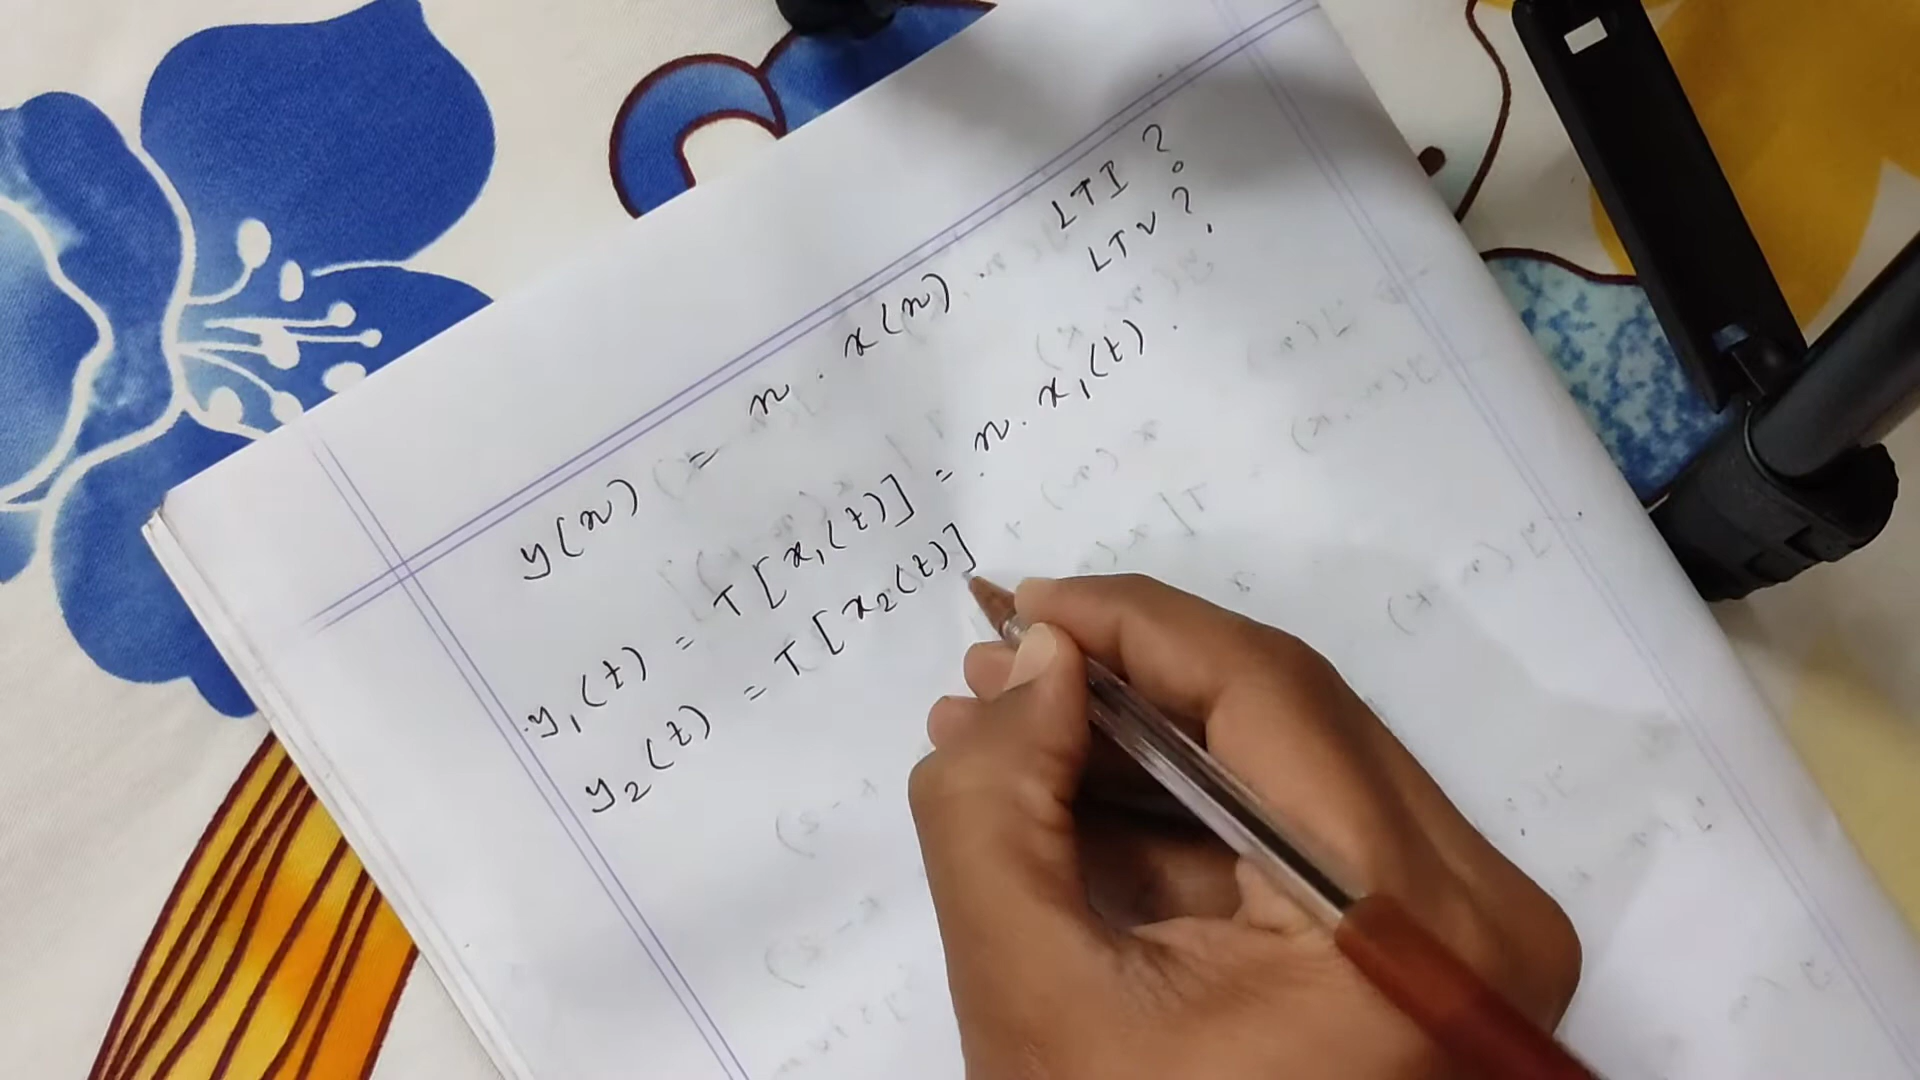 LTI ?
LTV ?
y(n) = n . x(n)
y₁(t) = T[x₁(t)] = n . x₁(t) .
y₂(t) = T[x₂(t)]